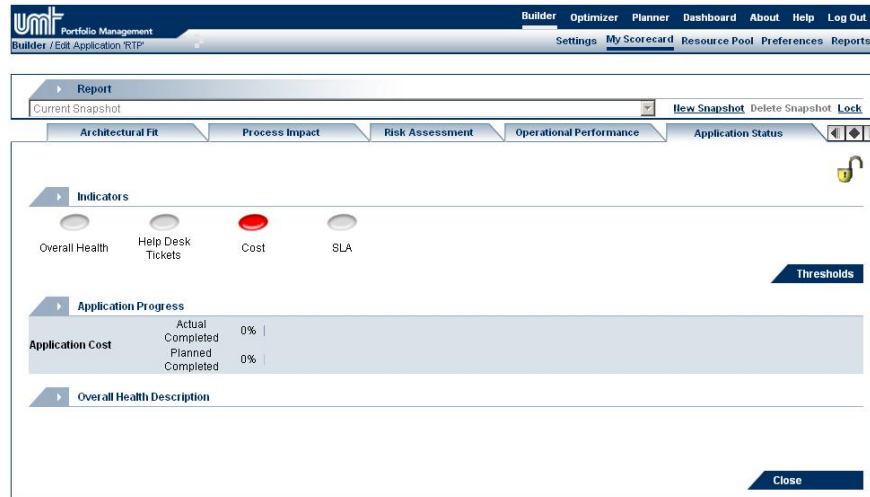 umt Portfolio Management
Builder Optimizer Planner Dashboard About Help Log Out
Builder / Edit Application 'RTP'
Settings My Scorecard Resource Pool Preferences Reports
Report
Current Snapshot
New Snapshot Delete Snapshot Lock
Architectural Fit Process Impact Risk Assessment Operational Performance Application Status
Indicators
Overall Health Help Desk Tickets Cost SLA
Thresholds
Application Progress
Application Cost
Actual Completed 0%
Planned Completed 0%
Overall Health Description
Close